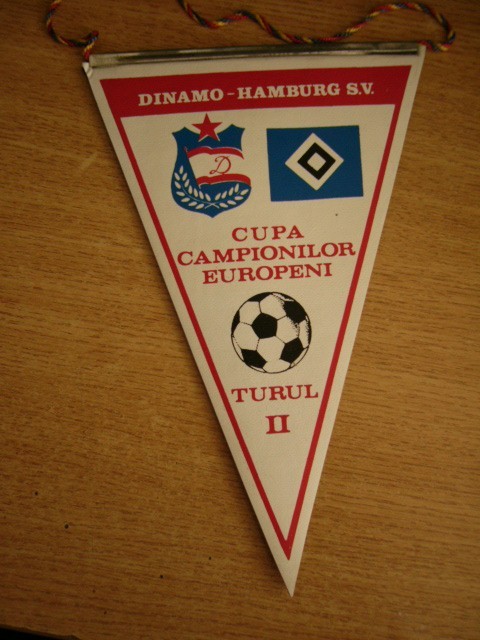 DINAMO - HAMBURG S.V.
D
CUPA
CAMPIONILOR
EUROPENI
TURUL
II